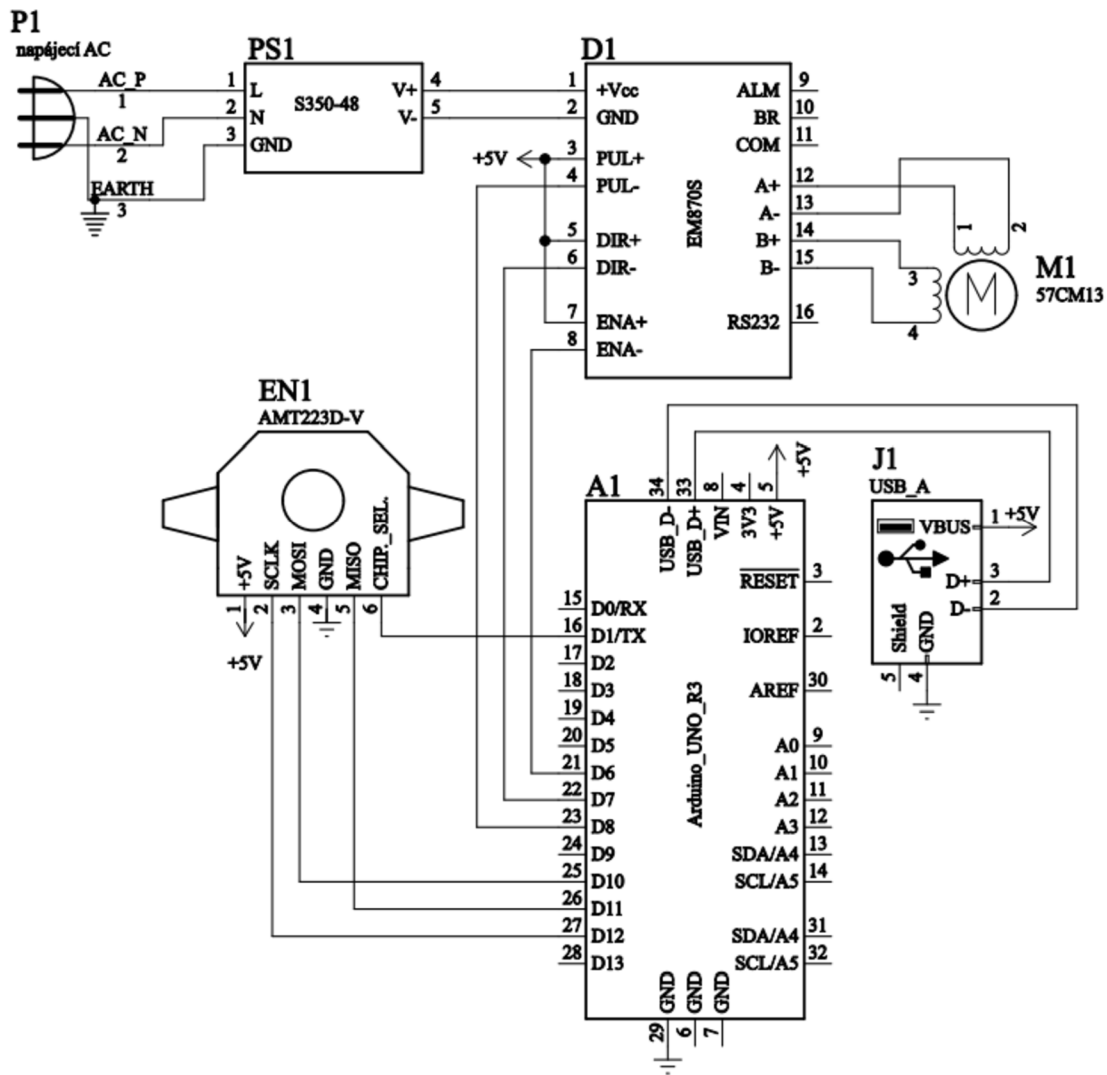 P1
napájecí AC
AC_P
1
AC_N
2
EARTH
3
PS1
S350-48
1 L
2 N
3 GND
V+ 4
V- 5
D1
EM870S
1 +Vcc
2 GND
+5V
3 PUL+
4 PUL-
5 DIR+
6 DIR-
7 ENA+
8 ENA-
ALM 9
BR 10
COM 11
A+ 12
A- 13
B+ 14
B- 15
RS232 16
1
2
3
4
M
M1
57CM13
EN1
AMT223D-V
+5V
SCLK
MOSI
GND
MISO
CHIP._SEL.
1
2
3
4
5
6
+5V
A1
Arduino_UNO_R3
34
33
8
4
5
+5V
USB_D-
USB_D+
VIN
3V3
+5V
15 D0/RX
16 D1/TX
17 D2
18 D3
19 D4
20 D5
21 D6
22 D7
23 D8
24 D9
25 D10
26 D11
27 D12
28 D13
RESET 3
IOREF 2
AREF 30
A0 9
A1 10
A2 11
A3 12
SDA/A4 13
SCL/A5 14
SDA/A4 31
SCL/A5 32
GND
GND
GND
29
6
7
J1
USB_A
VBUS 1 +5V
D+ 3
D- 2
Shield
GND
5
4